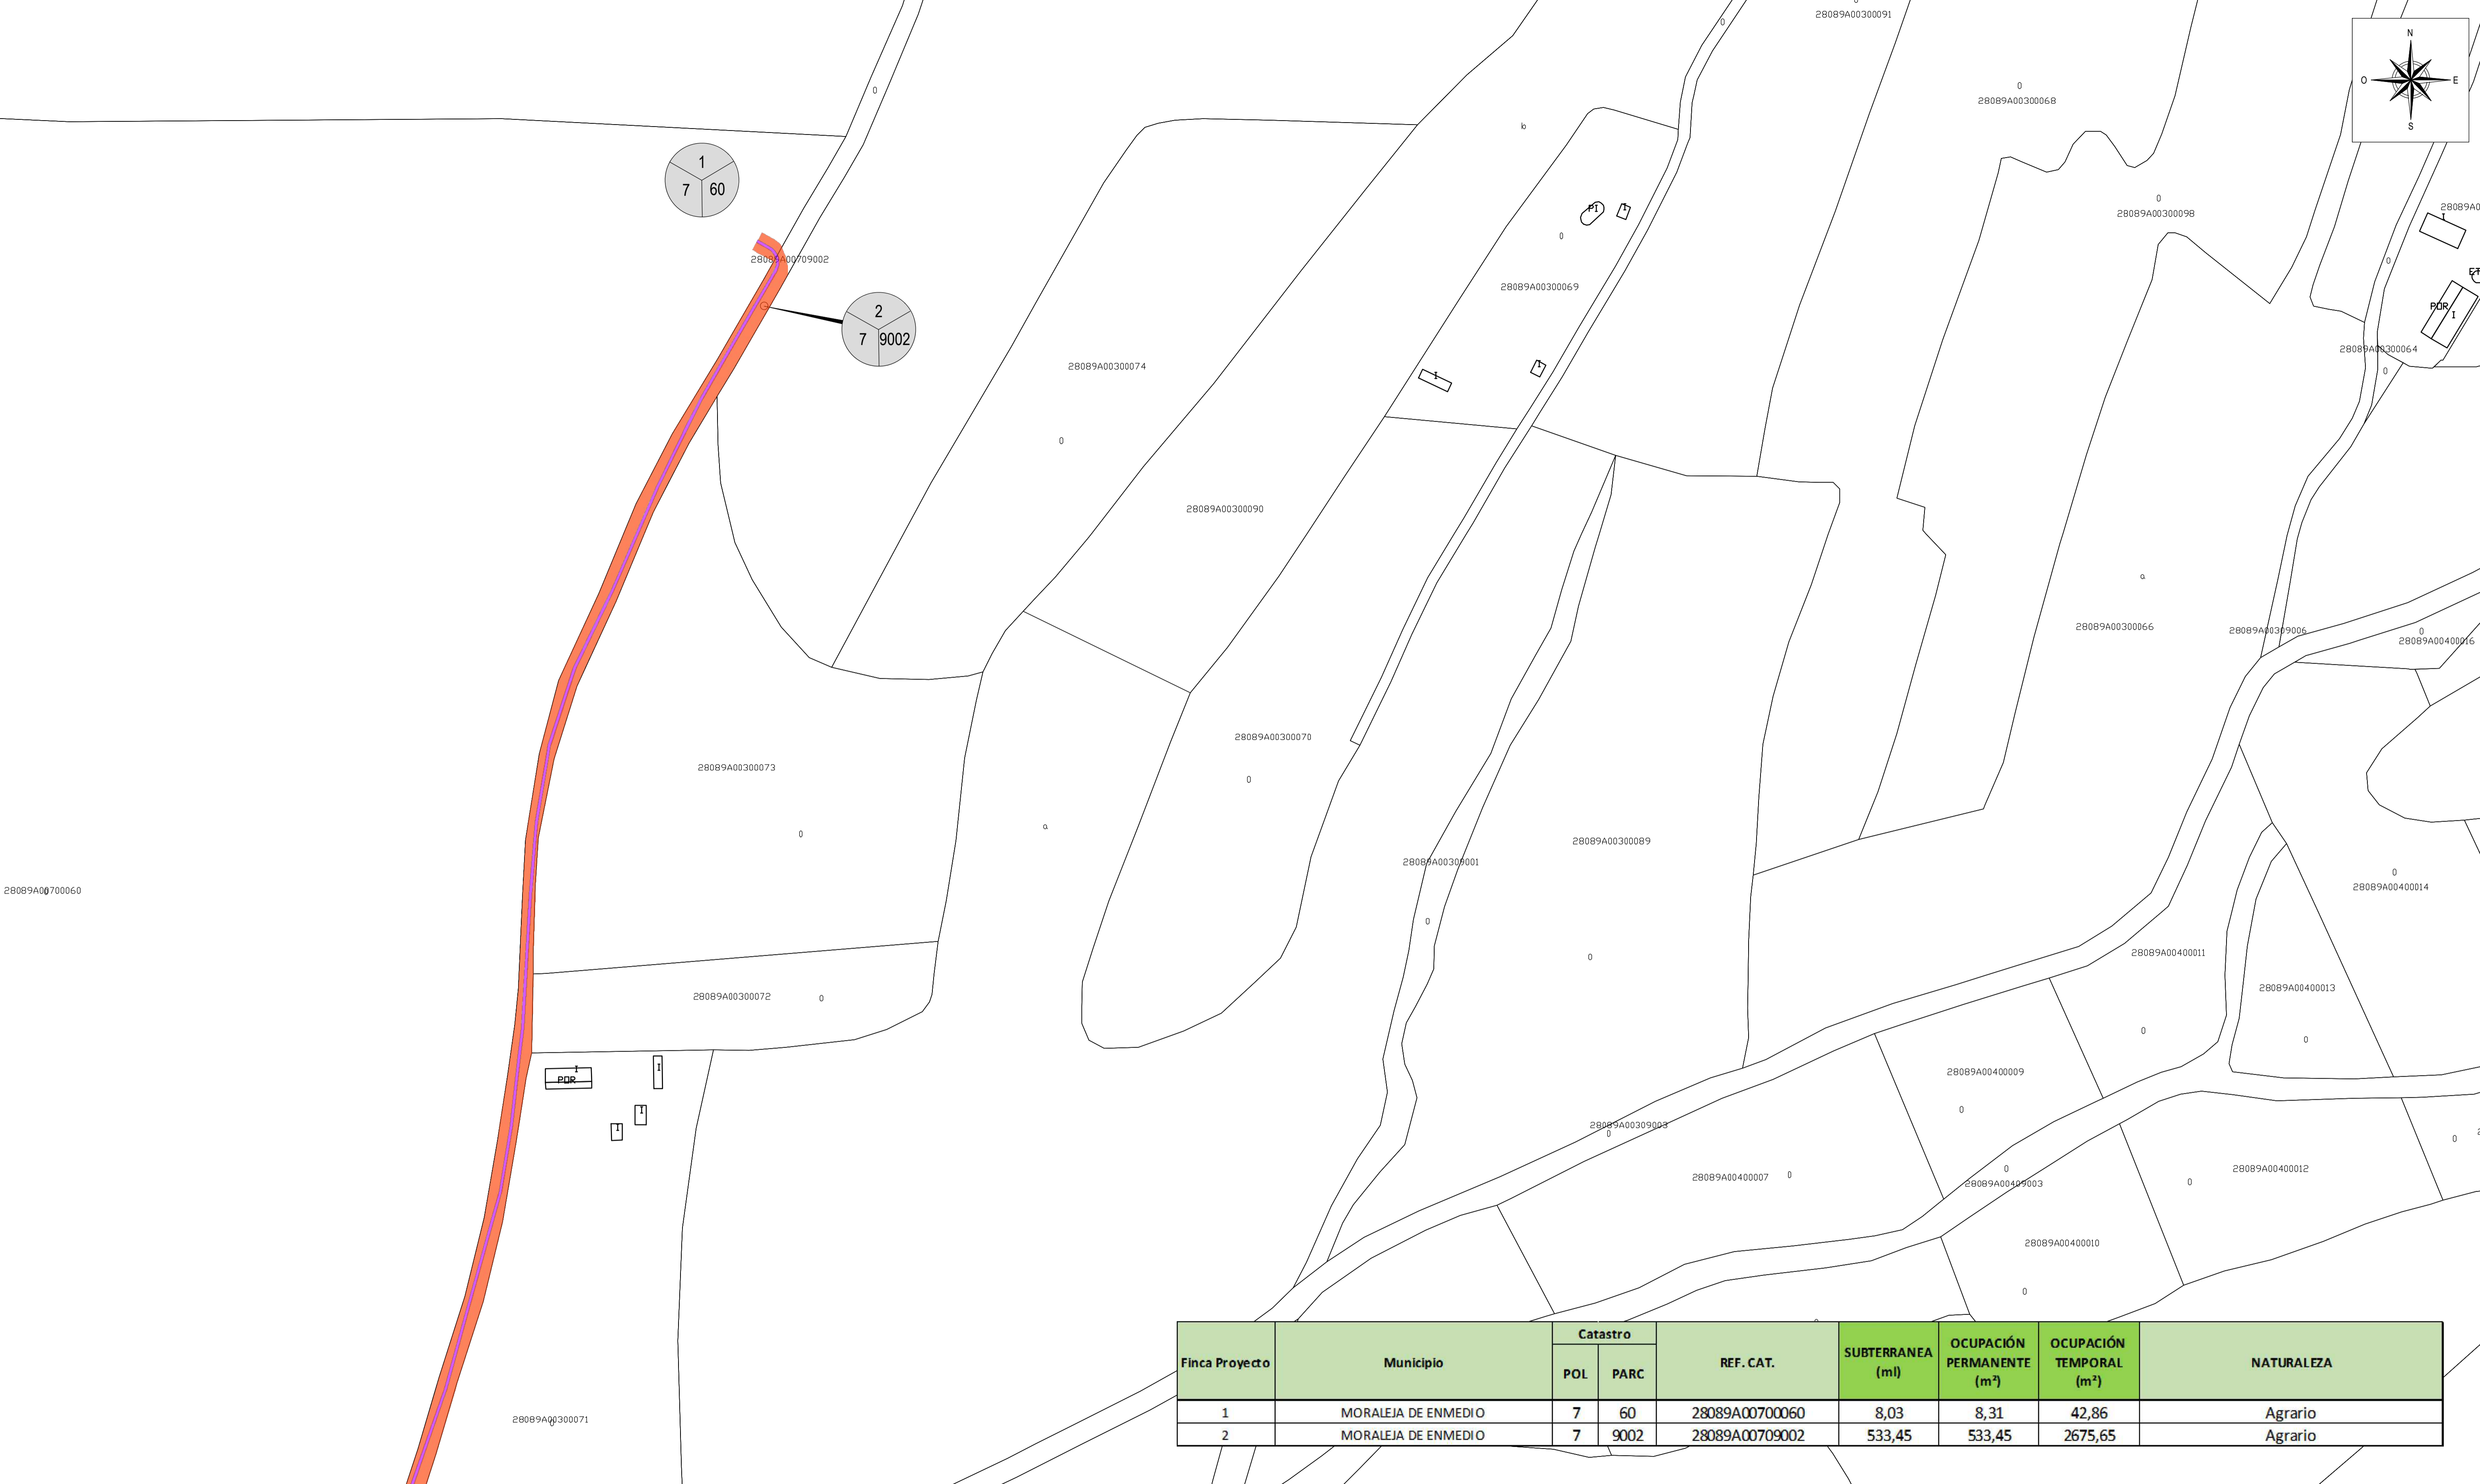 28089A00300091
N
O E
S
28089A00300068
28089A00300098
28089A0
1
7 60
28089A00709002
2
7 9002
PI
I
I
I
I
ET
POR
I
28089A00300069
28089A00300064
28089A00300074
28089A00300090
28089A00300066
28089A00309006
28089A00400016
28089A00300070
28089A00300073
28089A00300089
28089A00309001
28089A00700060
28089A00400014
28089A00400011
28089A00400013
28089A00300072
I
POR
I
I
I
28089A00400009
28089A00309003
28089A00400007
28089A00409003
28089A00400012
28089A00400010
28089A00300071
Finca Proyecto Municipio Catastro REF. CAT. SUBTERRANEA (ml) OCUPACIÓN PERMANENTE (m²) OCUPACIÓN TEMPORAL (m²) NATURALEZA
POL PARC
1 MORALEJA DE ENMEDIO 7 60 28089A00700060 8,03 8,31 42,86 Agrario
2 MORALEJA DE ENMEDIO 7 9002 28089A00709002 533,45 533,45 2675,65 Agrario